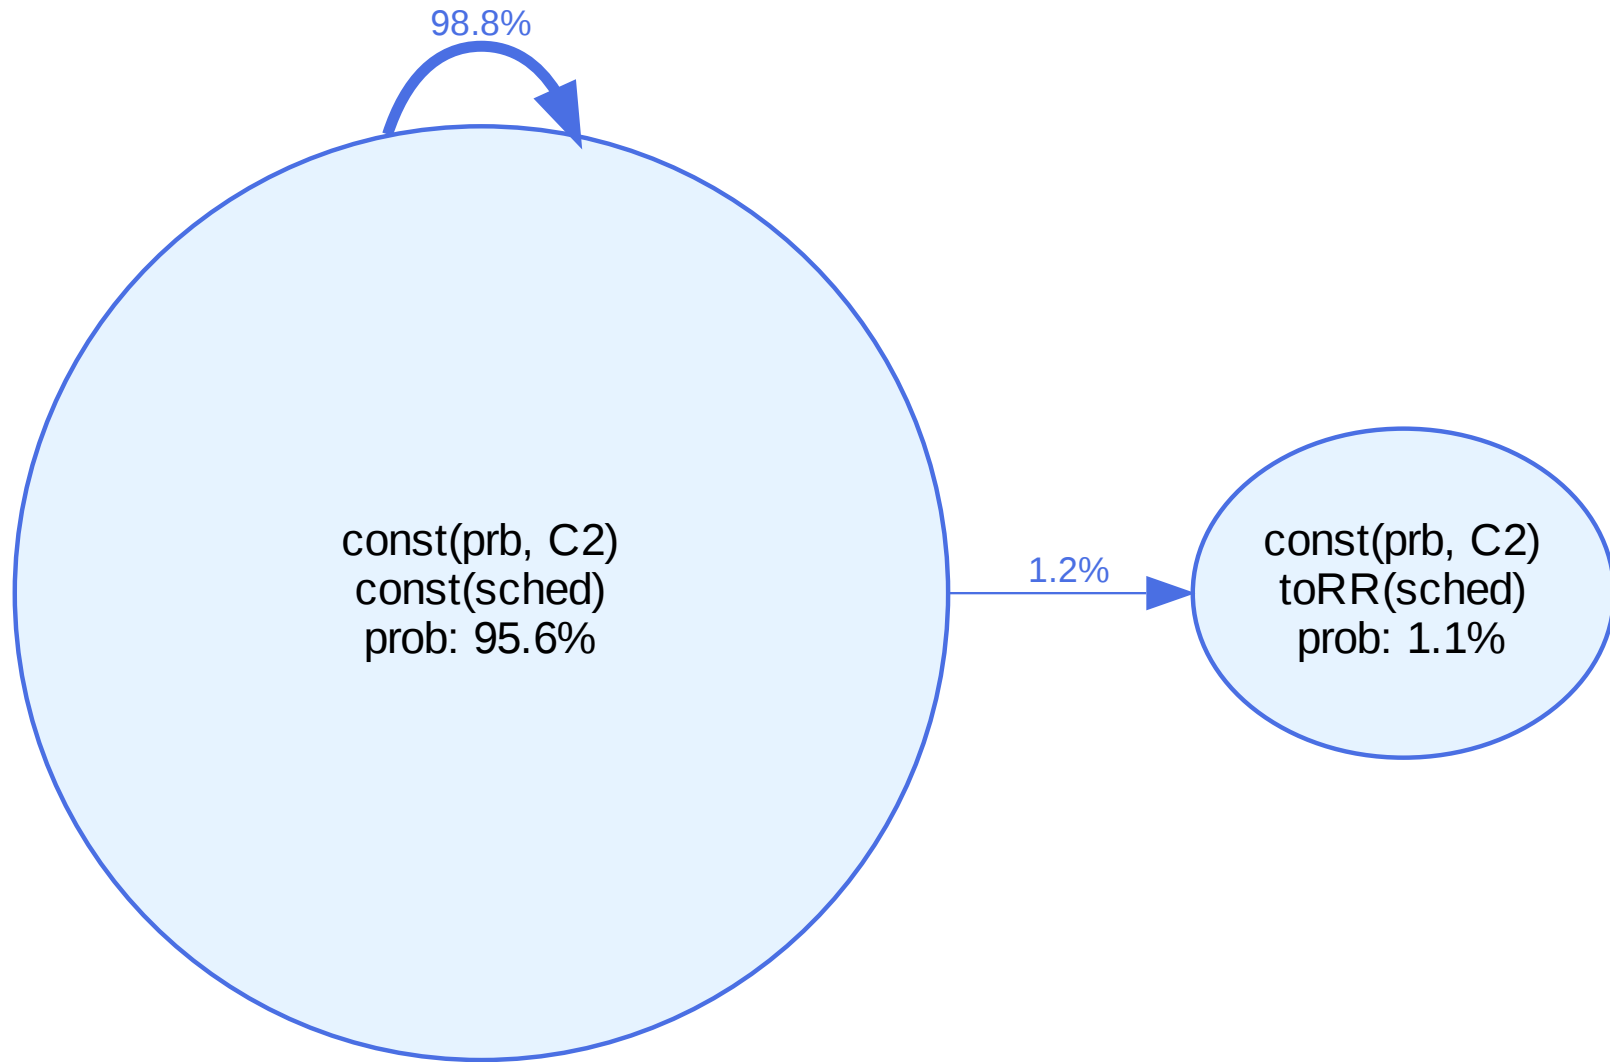 98.8%
const(prb, C2)
const(sched)
prob: 95.6%
1.2%
const(prb, C2)
toRR(sched)
prob: 1.1%